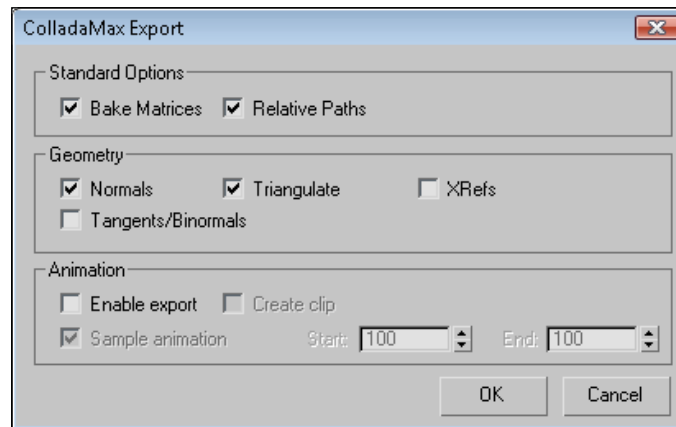 ColladaMax Export
Standard Options
Bake Matrices Relative Paths
Geometry
Normals Triangulate XRefs
Tangents/Binormals
Animation
Enable export Create clip
Sample animation Start: 100 End: 100
OK Cancel